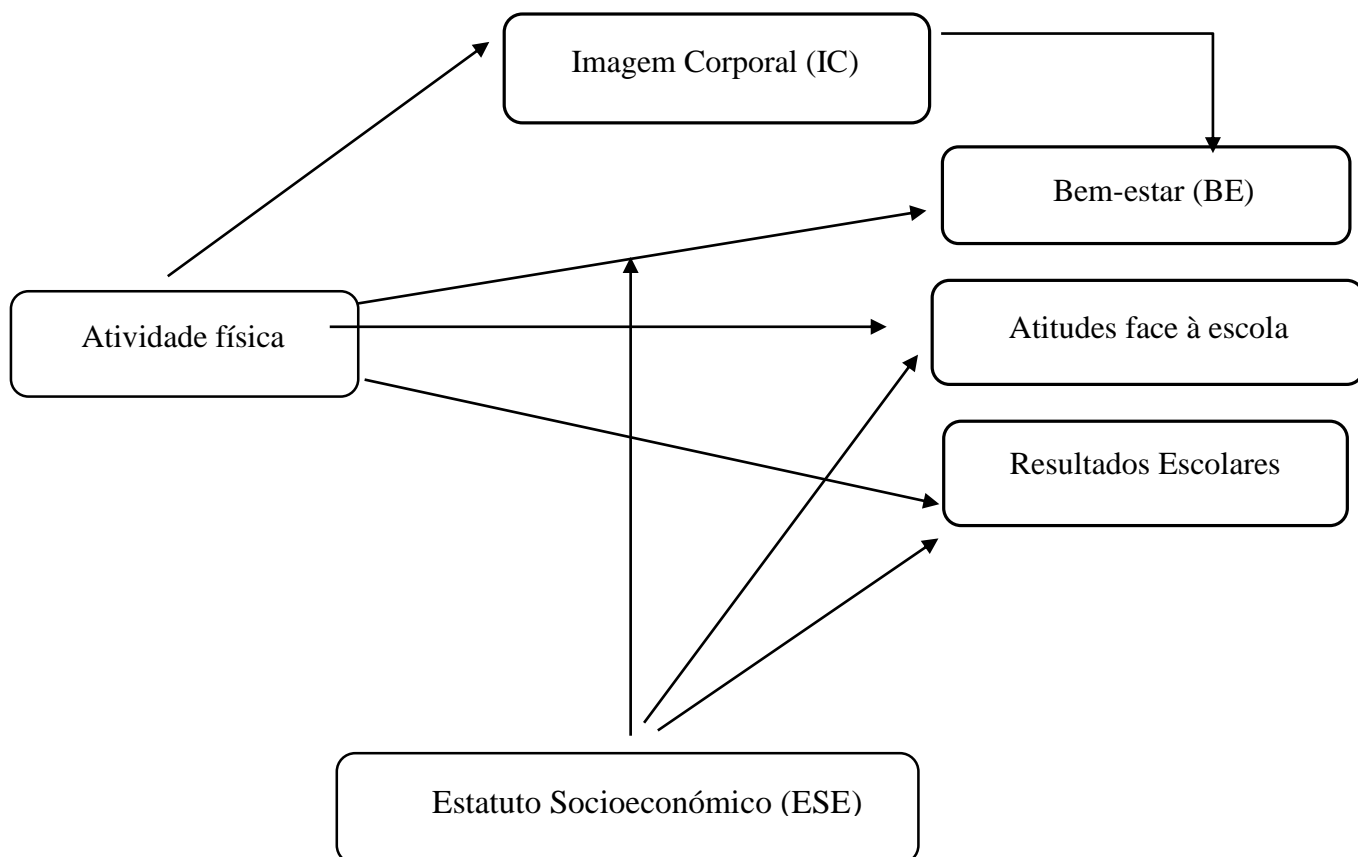 Imagem Corporal (IC)
Bem-estar (BE)
Atividade física
Atitudes face à escola
Resultados Escolares
Estatuto Socioeconómico (ESE)